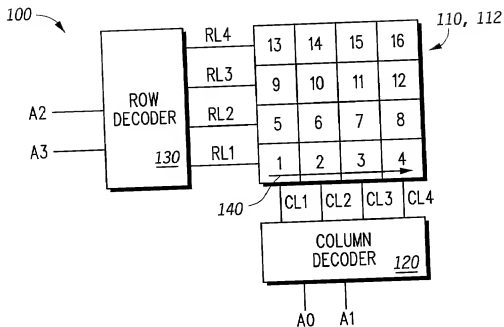 100
110, 112
RL4
13 14 15 16
RL3
9 10 11 12
ROW
DECODER
A2
RL2
5 6 7 8
A3
130
RL1
1 2 3 4
140
CL1 CL2 CL3 CL4
COLUMN
DECODER
120
A0 A1